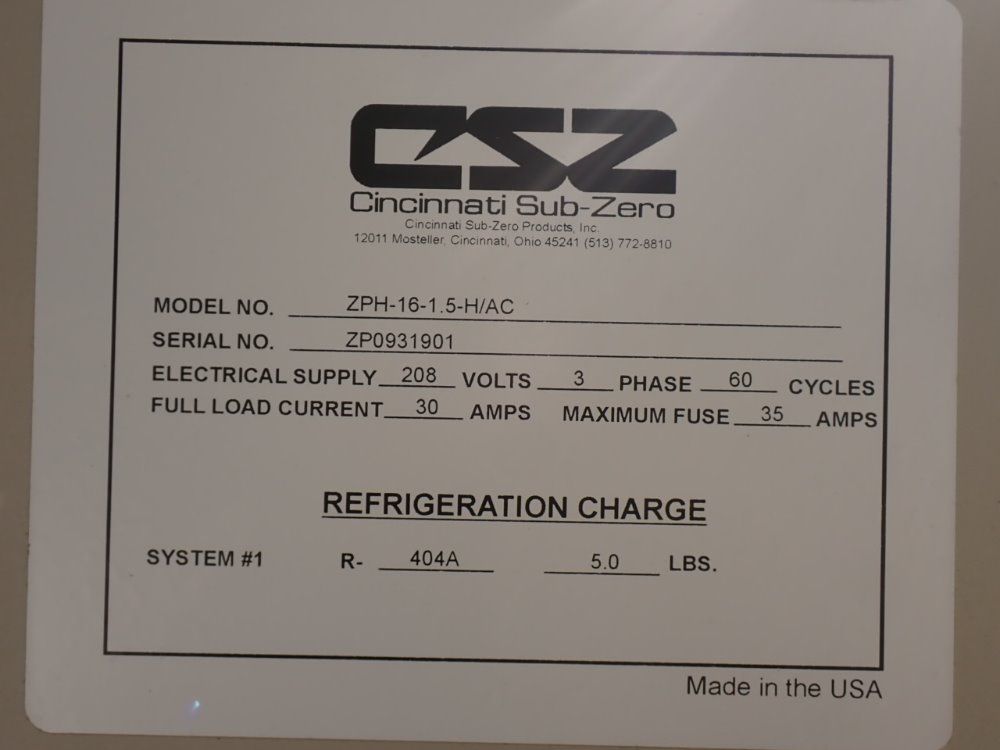 CSZ
Cincinnati Sub-Zero
Cincinnati Sub-Zero Products, Inc.
12011 Mosteller, Cincinnati, Ohio 45241 (513) 772-8810
MODEL NO. ZPH-16-1.5-H/AC
SERIAL NO. ZP0931901
ELECTRICAL SUPPLY 208 VOLTS 3 PHASE 60 CYCLES
FULL LOAD CURRENT 30 AMPS MAXIMUM FUSE 35 AMPS
REFRIGERATION CHARGE
SYSTEM #1 R- 404A 5.0 LBS.
Made in the USA